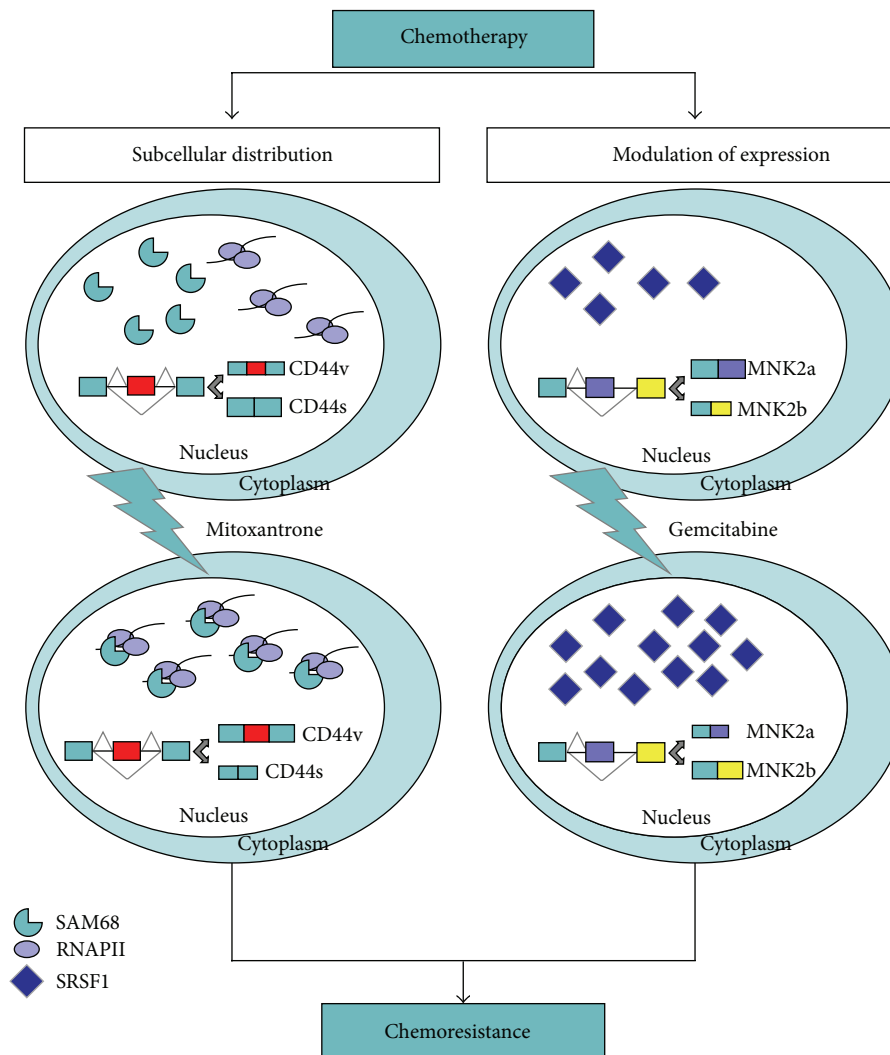 Chemotherapy
Subcellular distribution
Modulation of expression
CD44v
CD44s
Nucleus
Cytoplasm
MNK2a
MNK2b
Nucleus
Cytoplasm
Mitoxantrone
Gemcitabine
CD44v
CD44s
Nucleus
Cytoplasm
MNK2a
MNK2b
Nucleus
Cytoplasm
SAM68
RNAPII
SRSF1
Chemoresistance